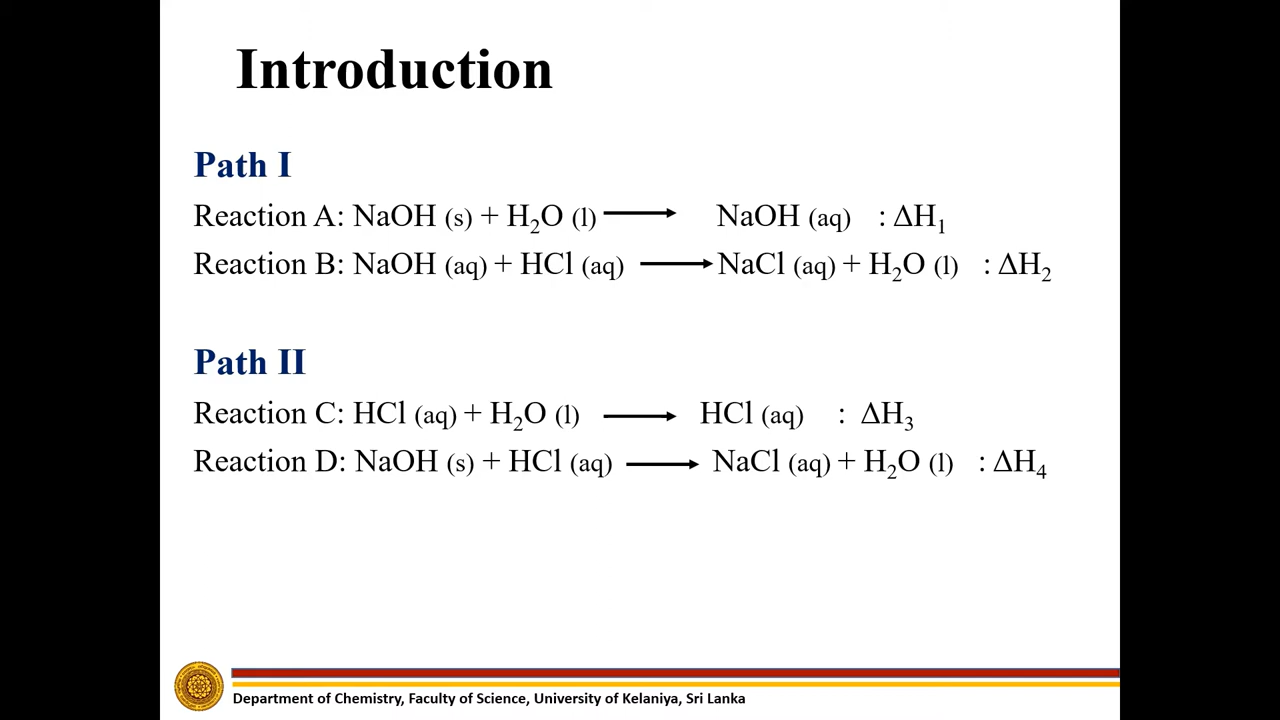 Introduction
Path I
Reaction A: NaOH (s) + H₂O (l) ⟶ NaOH (aq) : ΔH₁
Reaction B: NaOH (aq) + HCl (aq) ⟶ NaCl (aq) + H₂O (l) : ΔH₂
Path II
Reaction C: HCl (aq) + H₂O (l) ⟶ HCl (aq) : ΔH₃
Reaction D: NaOH (s) + HCl (aq) ⟶ NaCl (aq) + H₂O (l) : ΔH₄
Department of Chemistry, Faculty of Science, University of Kelaniya, Sri Lanka